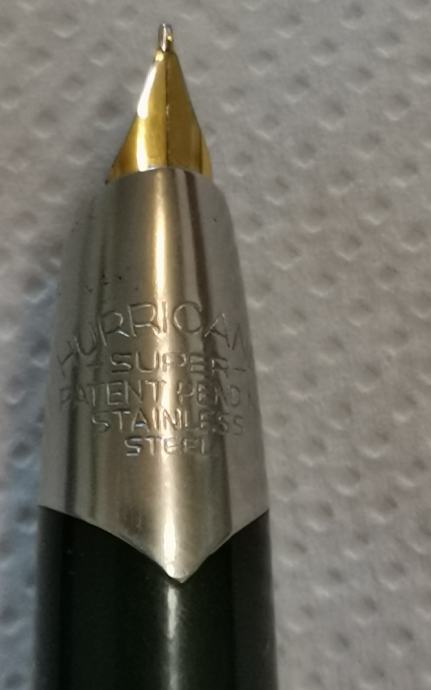 HURRICAN
-SUPER-
PATENT PEND
STAINLESS
STEEL